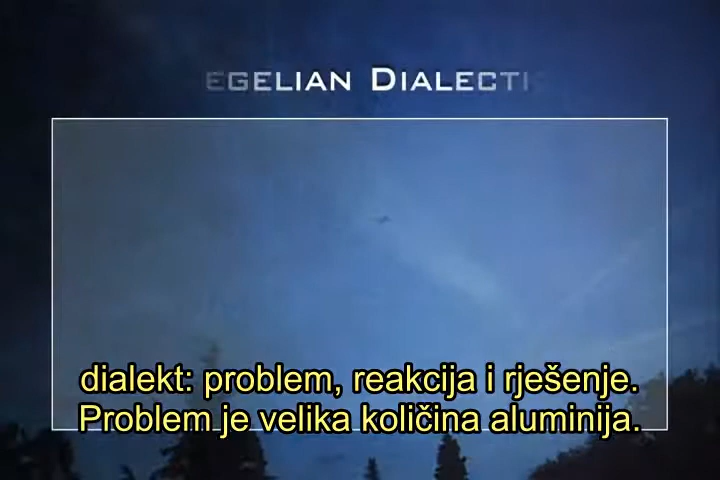 EGELIAN DIALECTI
dialekt: problem, reakcija i rješenje.
Problem je velika količina aluminija.